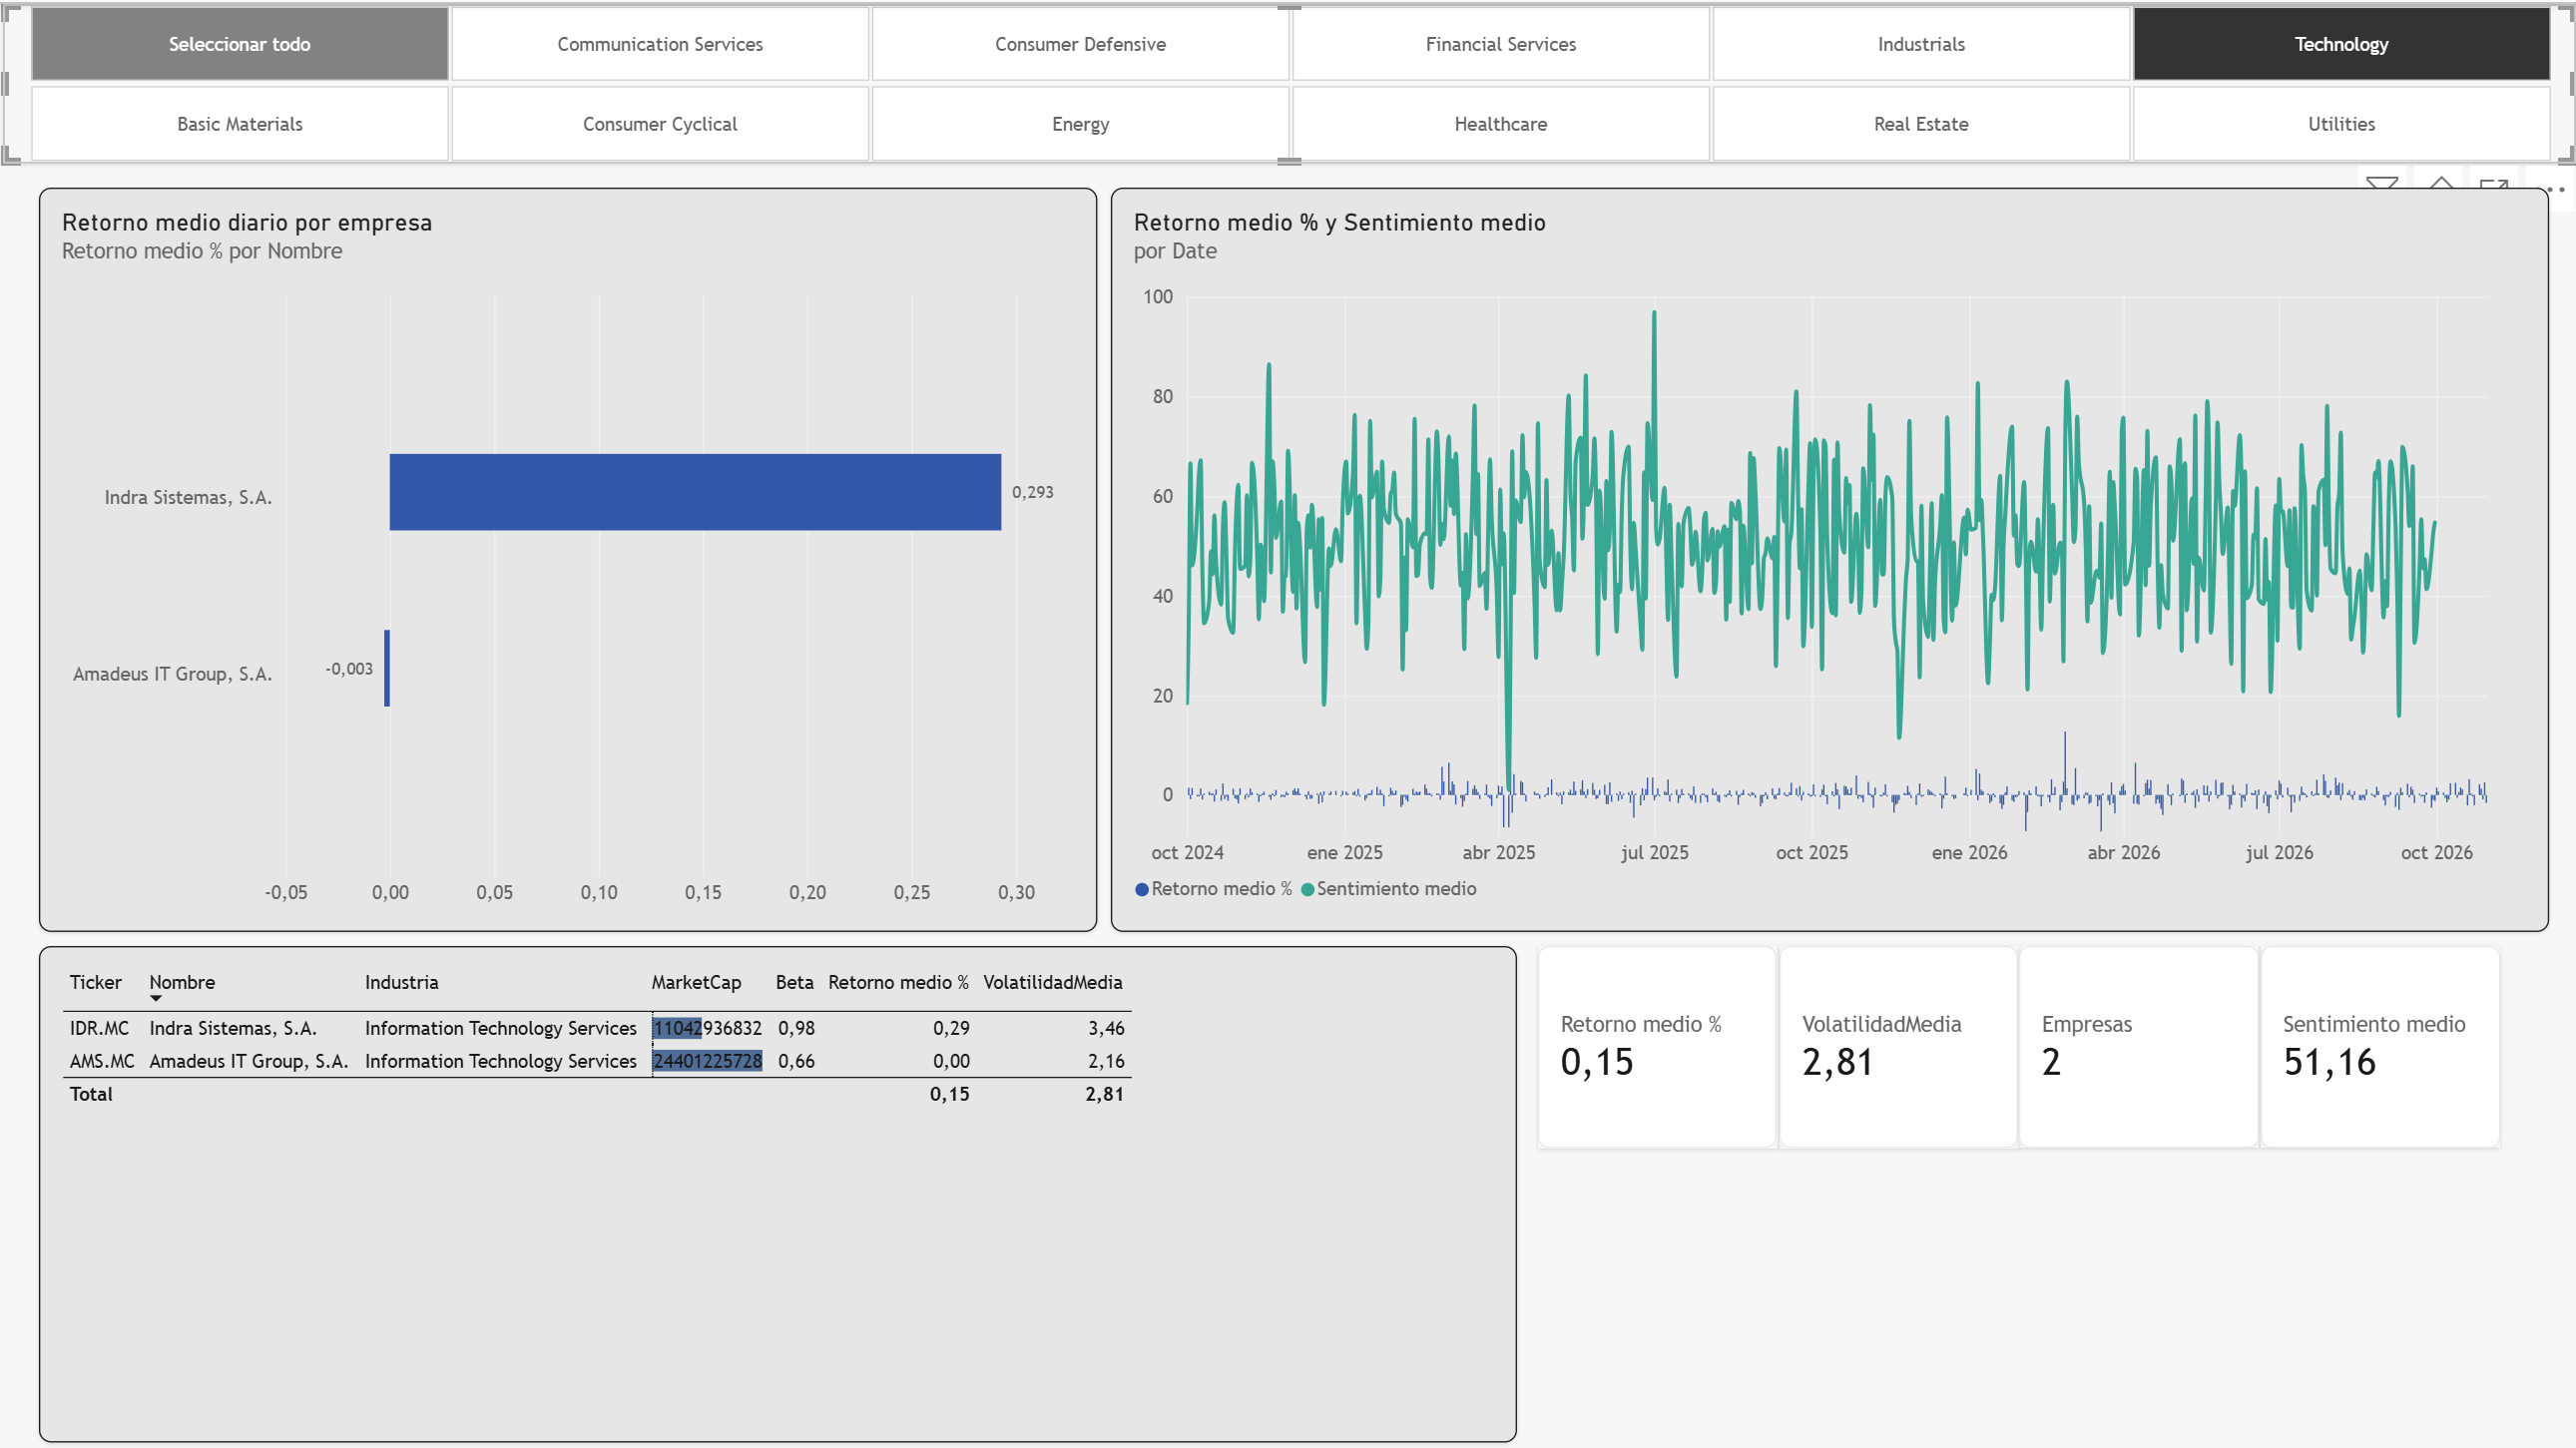 Seleccionar todo Communication Services Consumer Defensive Financial Services Industrials Technology
Basic Materials Consumer Cyclical Energy Healthcare Real Estate Utilities
Retorno medio diario por empresa
Retorno medio % por Nombre
Indra Sistemas, S.A. 0,293
Amadeus IT Group, S.A. -0,003
-0,05 0,00 0,05 0,10 0,15 0,20 0,25 0,30
Retorno medio % y Sentimiento medio
por Date
100
80
60
40
20
0
oct 2024 ene 2025 abr 2025 jul 2025 oct 2025 ene 2026 abr 2026 jul 2026 oct 2026
Retorno medio % Sentimiento medio
Ticker Nombre Industria MarketCap Beta Retorno medio % VolatilidadMedia
IDR.MC Indra Sistemas, S.A. Information Technology Services 11042936832 0,98 0,29 3,46
AMS.MC Amadeus IT Group, S.A. Information Technology Services 24401225728 0,66 0,00 2,16
Total 0,15 2,81
Retorno medio %
0,15
VolatilidadMedia
2,81
Empresas
2
Sentimiento medio
51,16